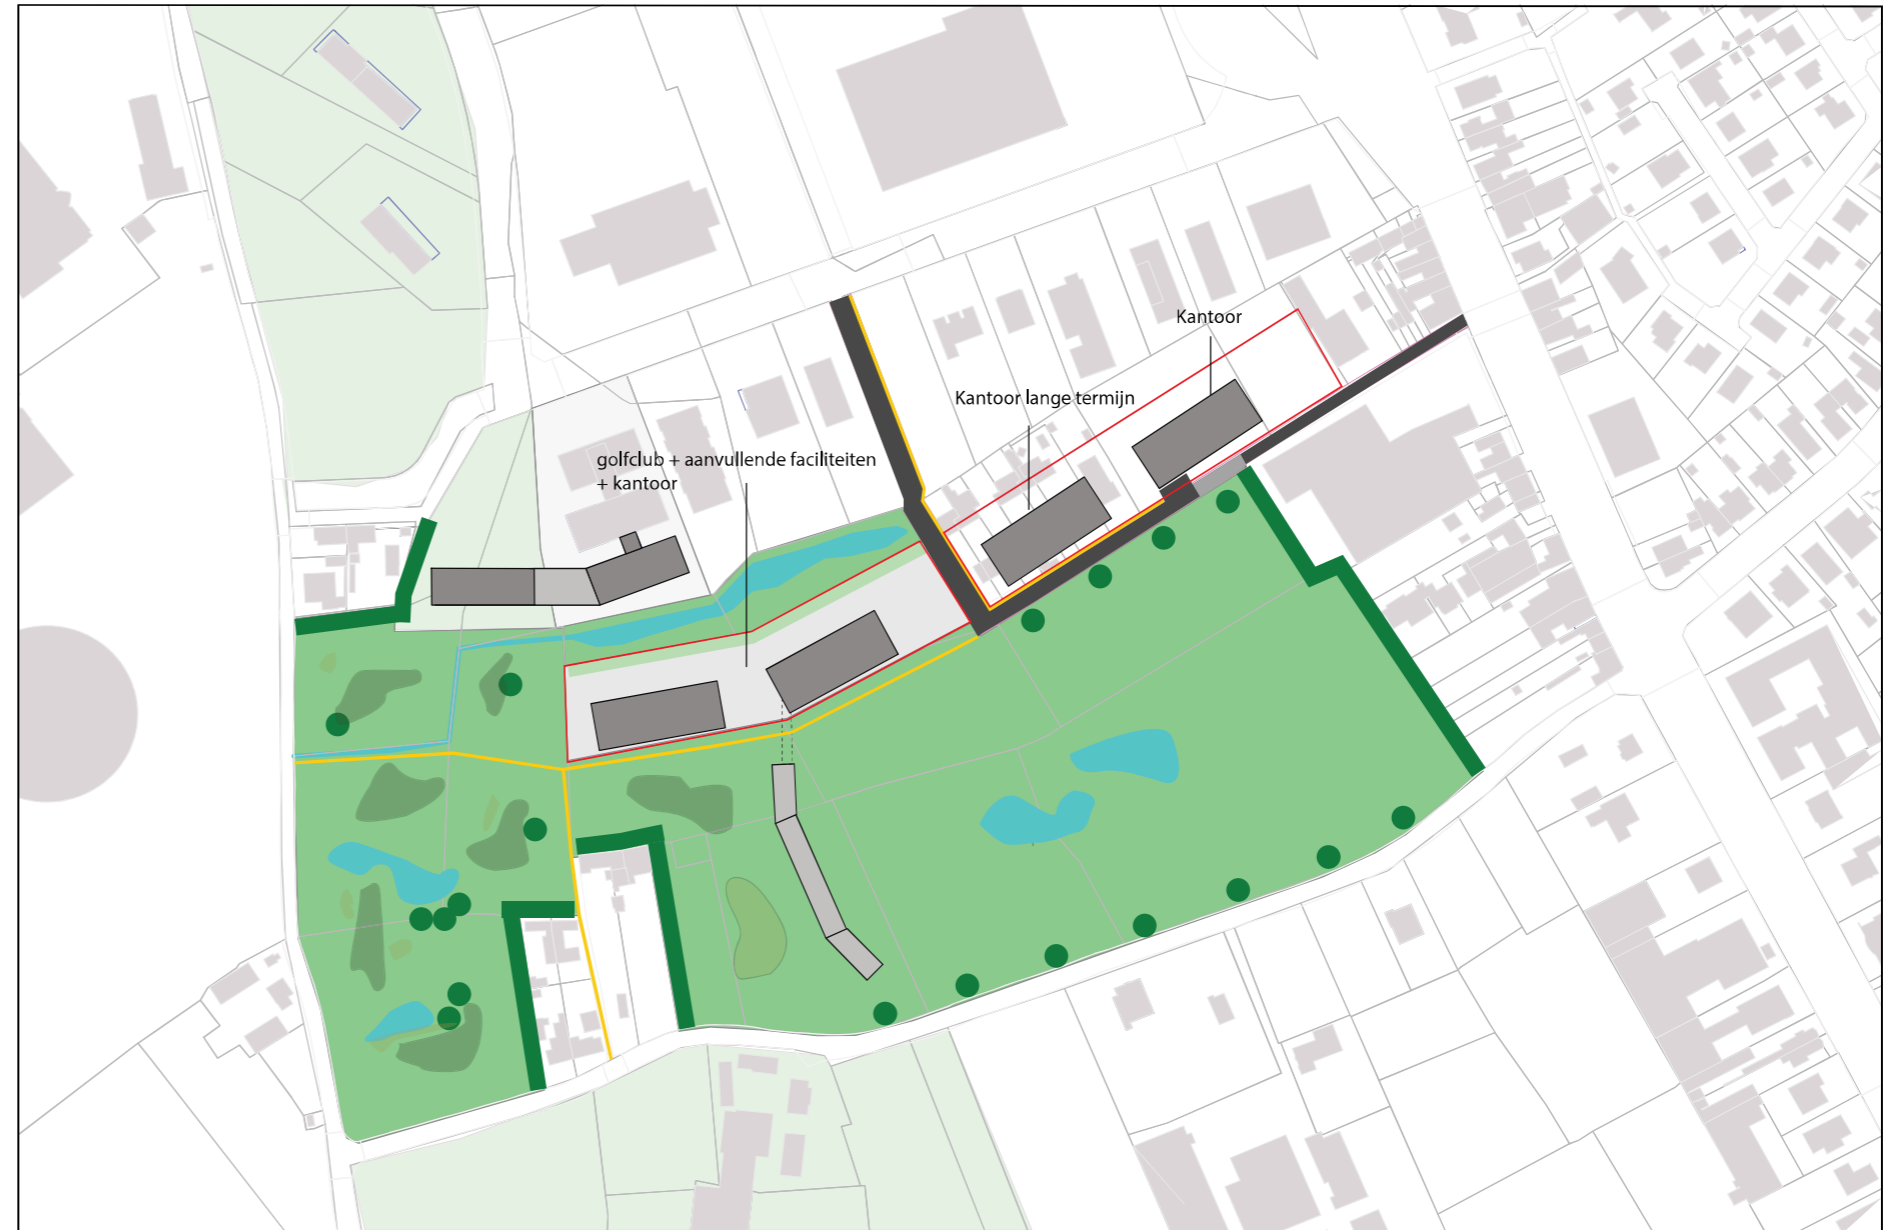 Kantoor
Kantoor lange termijn
golfclub + aanvullende faciliteiten
+ kantoor